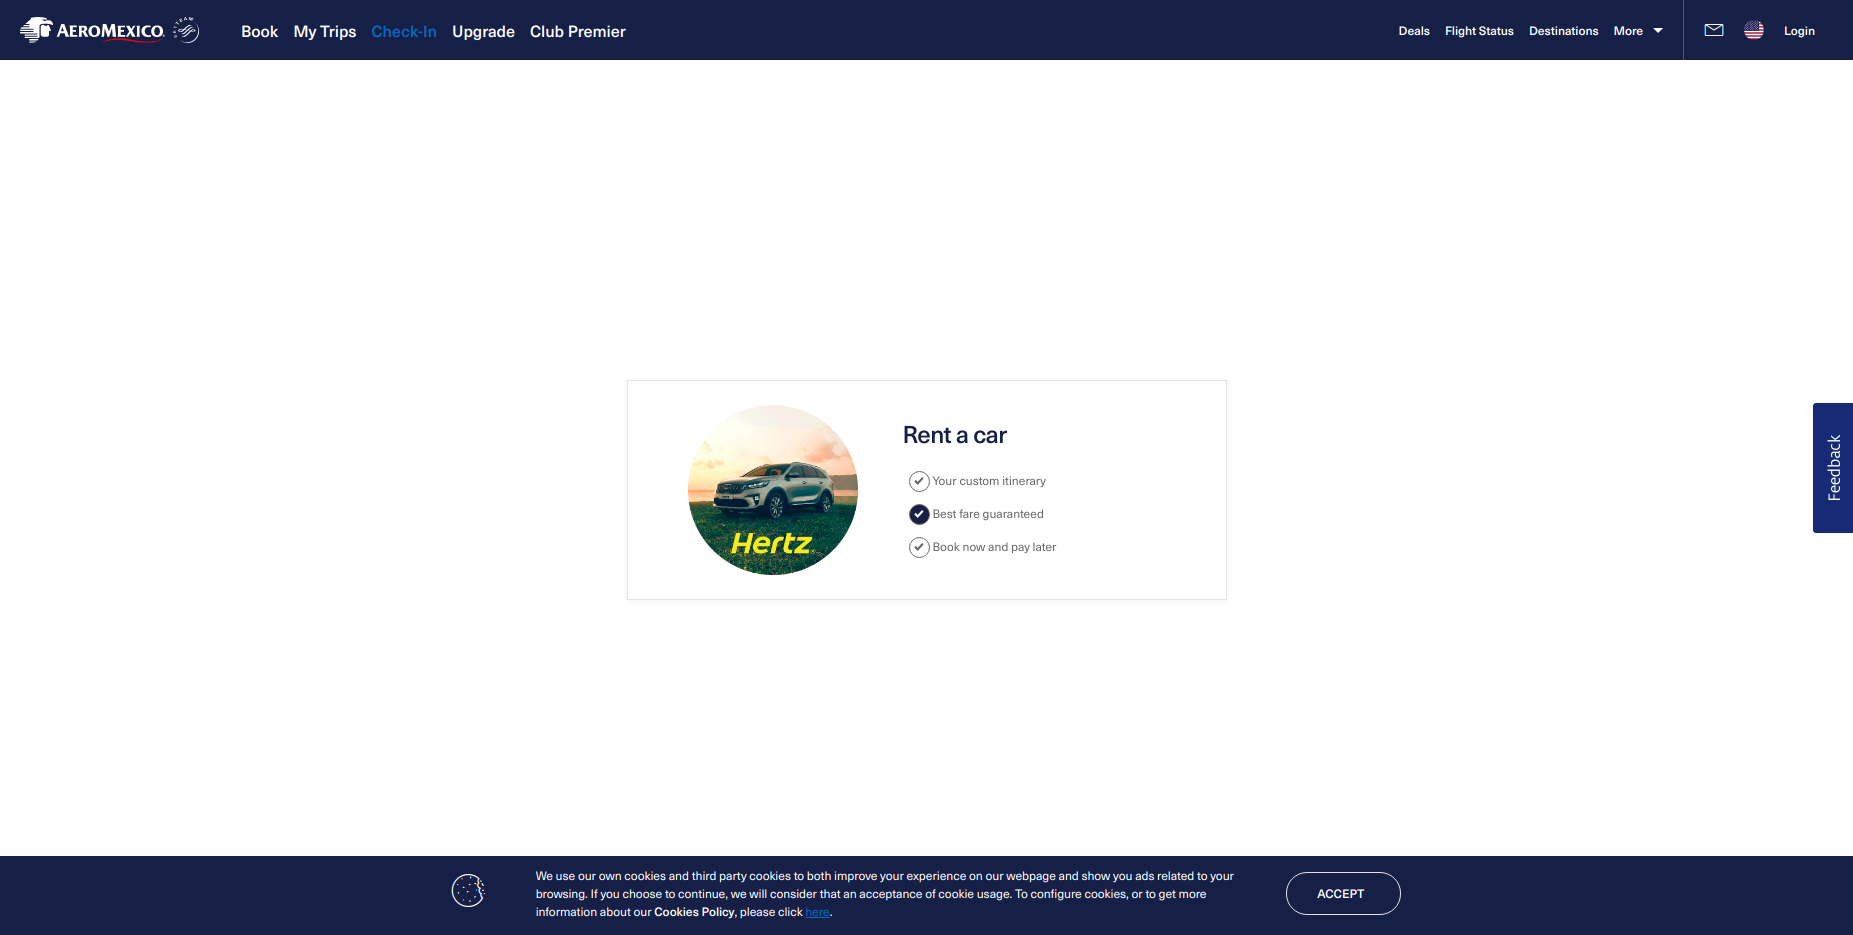 AEROMEXICO. SKYTEAM Book My Trips Check-In Upgrade Club Premier Deals Flight Status Destinations More Login
Rent a car
Your custom itinerary
Best fare guaranteed
Book now and pay later
Hertz
Feedback
We use our own cookies and third party cookies to both improve your experience on our webpage and show you ads related to your
browsing. If you choose to continue, we will consider that an acceptance of cookie usage. To configure cookies, or to get more
information about our Cookies Policy, please click here.
ACCEPT